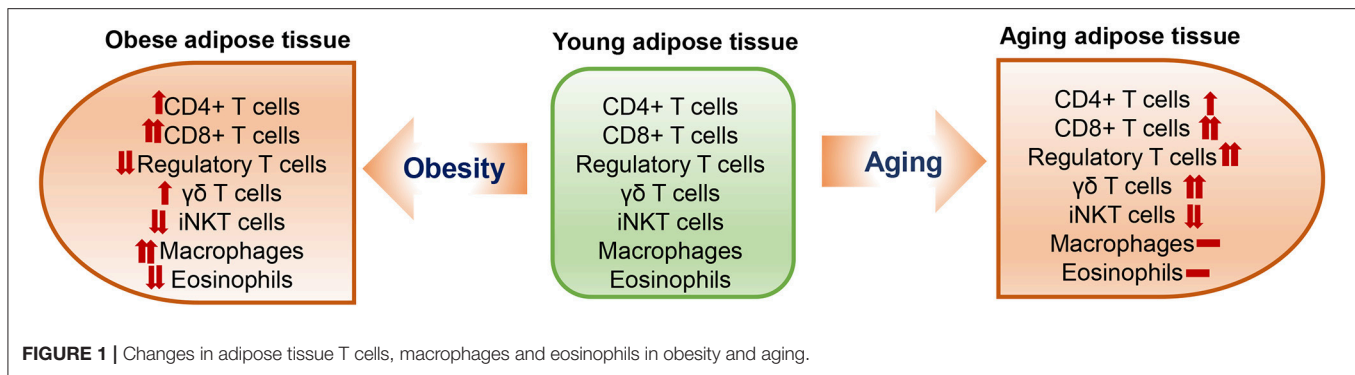 Obese adipose tissue
CD4+ T cells
CD8+ T cells
Regulatory T cells
γδ T cells
iNKT cells
Macrophages
Eosinophils
Obesity
Young adipose tissue
CD4+ T cells
CD8+ T cells
Regulatory T cells
γδ T cells
iNKT cells
Macrophages
Eosinophils
Aging
Aging adipose tissue
CD4+ T cells
CD8+ T cells
Regulatory T cells
γδ T cells
iNKT cells
Macrophages
Eosinophils
FIGURE 1 | Changes in adipose tissue T cells, macrophages and eosinophils in obesity and aging.